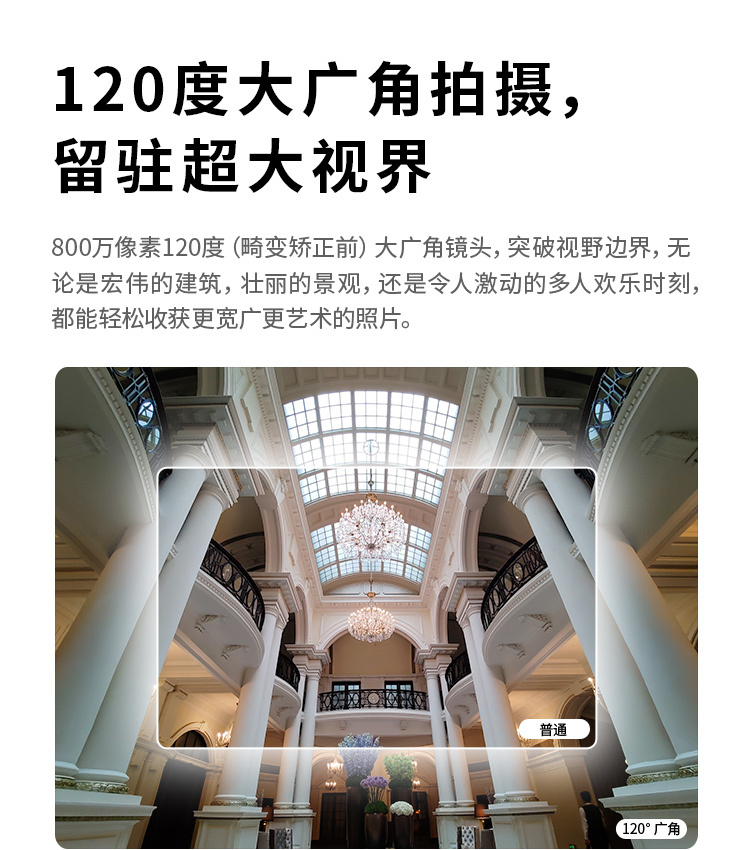 120度大广角拍摄，
留驻超大视界
800万像素120度（畸变矫正前）大广角镜头，突破视野边界，无
论是宏伟的建筑，壮丽的景观，还是令人激动的多人欢乐时刻，
都能轻松收获更宽广更艺术的照片。
普通
120° 广角